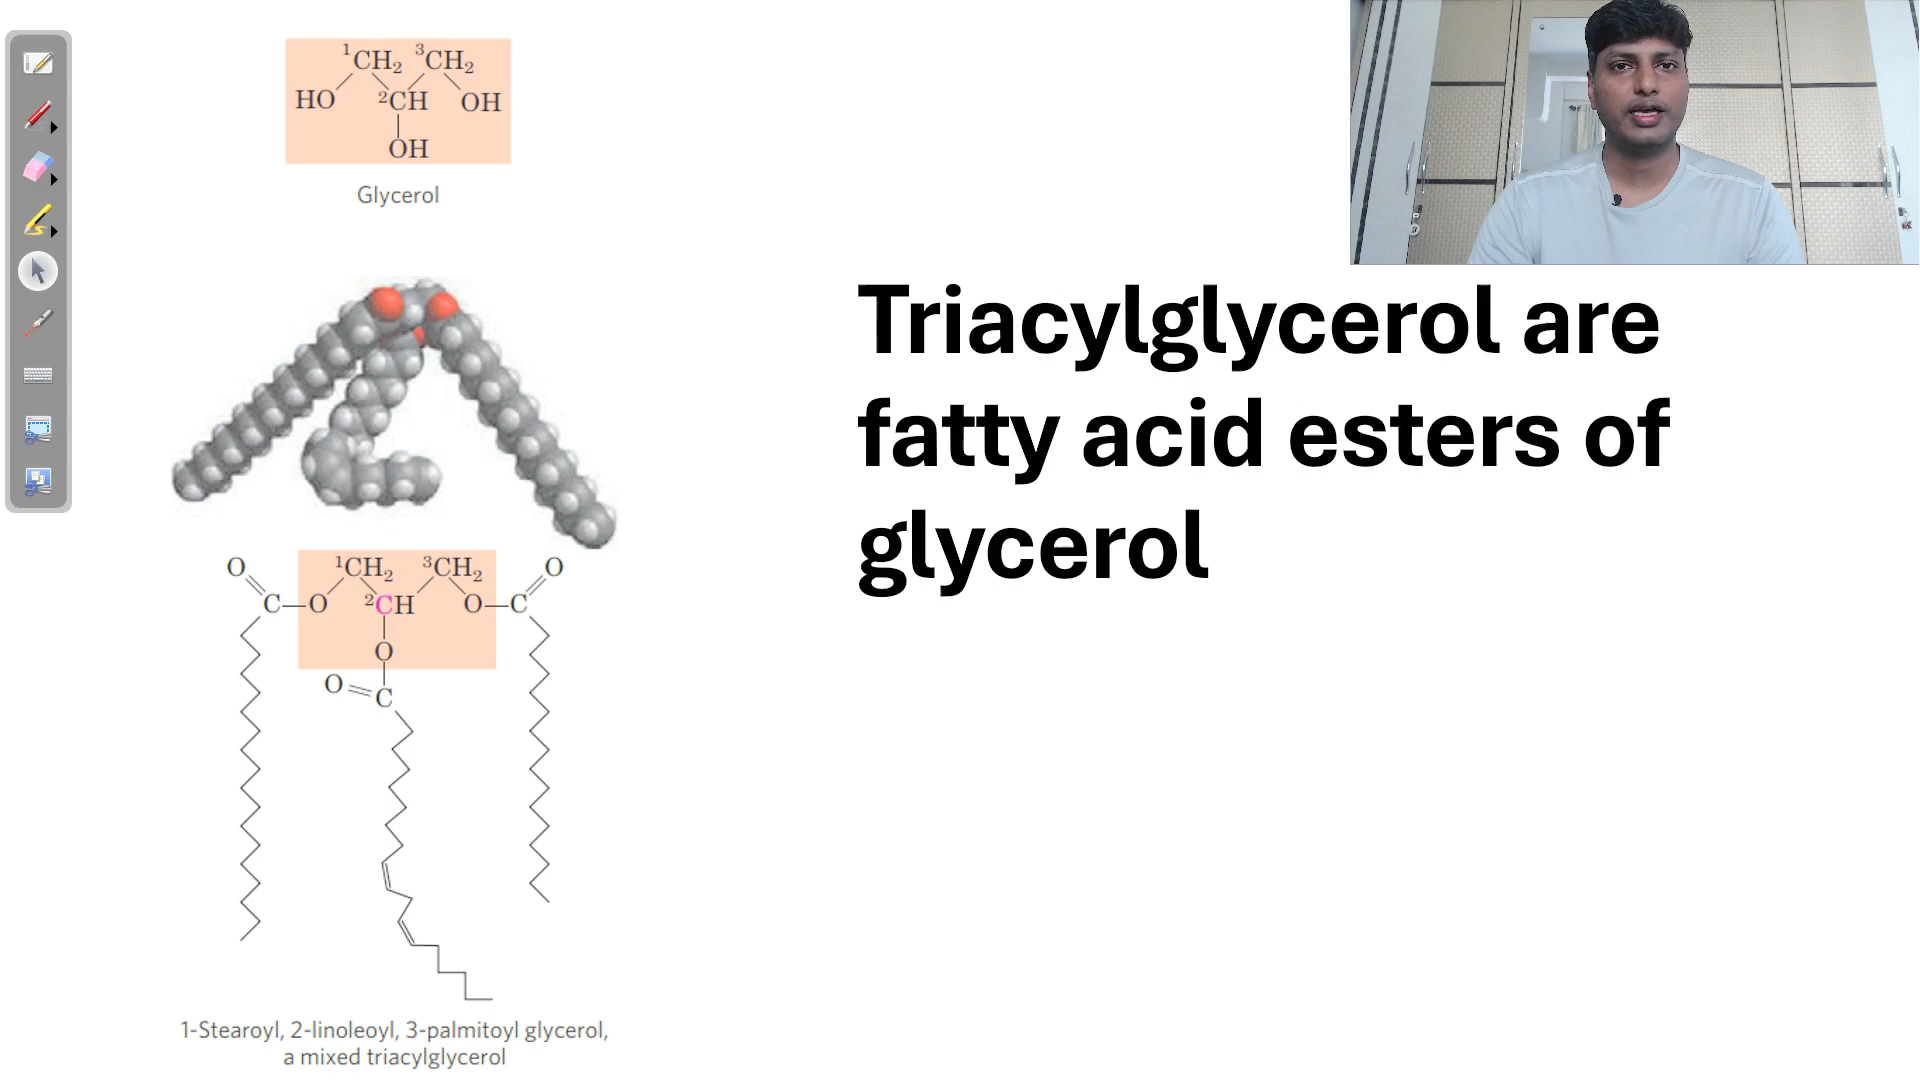 ¹CH₂ ³CH₂
HO ²CH OH
OH
Glycerol
Triacylglycerol are
fatty acid esters of
glycerol
O ¹CH₂ ³CH₂ O
C O ²CH O C
O
O C
1-Stearoyl, 2-linoleoyl, 3-palmitoyl glycerol,
a mixed triacylglycerol